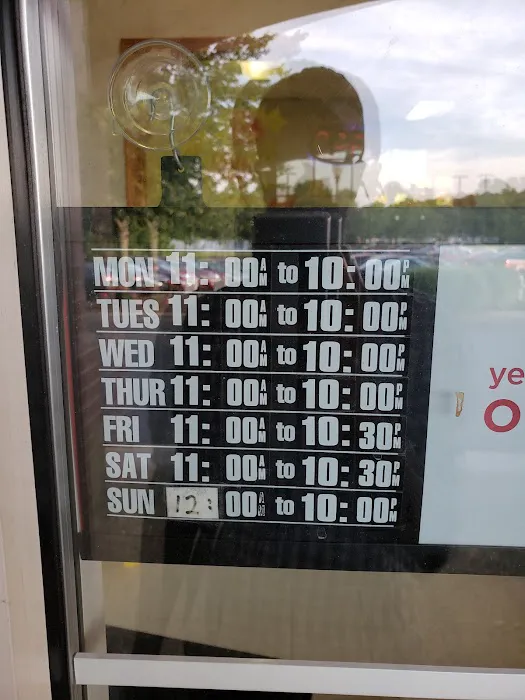 MON. 11: 00AM to 10: 00PM
TUES 11: 00AM to 10: 00PM
WED 11: 00AM to 10: 00PM
THUR 11: 00AM to 10: 00PM
FRI 11: 00AM to 10: 30PM
SAT 11: 00AM to 10: 30PM
SUN 12: 00 to 10: 00PM
ye
O